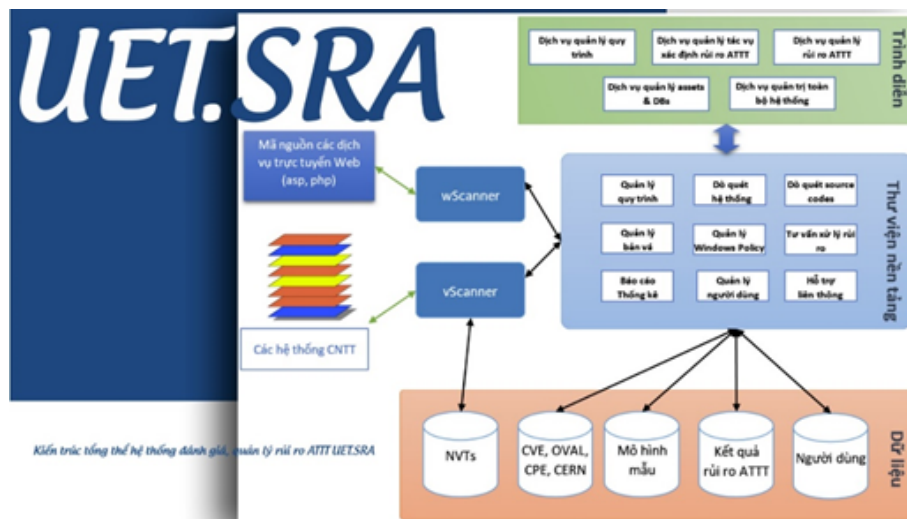 UET.SRA
Dịch vụ quản lý quy
trình
Dịch vụ quản lý tác vụ
xác định rủi ro ATTT
Dịch vụ quản lý
rủi ro ATTT
Dịch vụ quản lý assets
& DBs
Dịch vụ quản trị toàn
bộ hệ thống
Trình diễn
Mã nguồn các dịch
vụ trực tuyến Web
(asp, php)
wScanner
vScanner
Các hệ thống CNTT
Quản lý
quy trình
Dò quét
hệ thống
Dò quét source
codes
Quản lý
bản vá
Quản lý
Windows Policy
Tư vấn xử lý rủi
ro
Báo cáo
Thống kê
Quản lý
người dùng
Hỗ trợ
liên thông
Thư viện nền tảng
NVTs
CVE, OVAL,
CPE, CERN
Mô hình
mẫu
Kết quả
rủi ro ATTT
Người dùng
Dữ liệu
Kiến trúc tổng thể hệ thống đánh giá, quản lý rủi ro ATTT UET.SRA